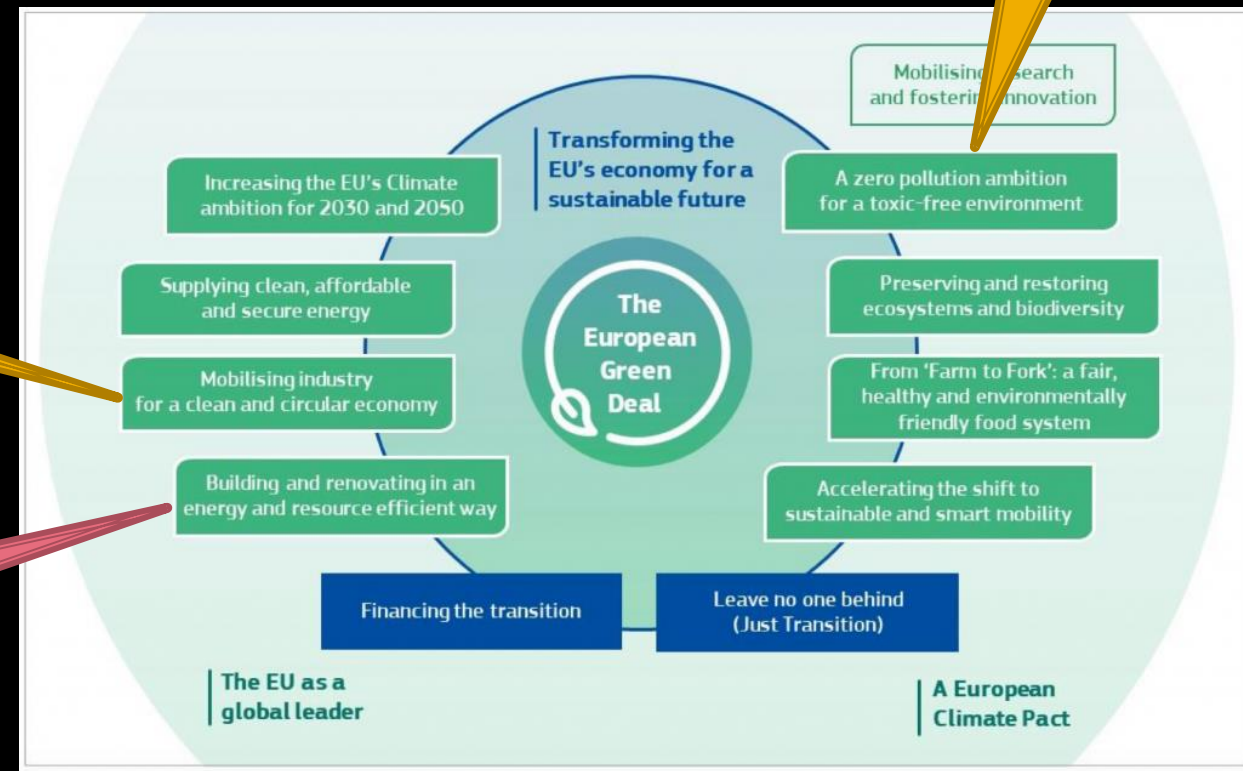 Mobilising research
and fostering innovation
Transforming the
EU's economy for a
sustainable future
Increasing the EU's Climate
ambition for 2030 and 2050
Supplying clean, affordable
and secure energy
Mobilising industry
for a clean and circular economy
Building and renovating in an
energy and resource efficient way
The
European
Green
Deal
A zero pollution ambition
for a toxic-free environment
Preserving and restoring
ecosystems and biodiversity
From 'Farm to Fork': a fair,
healthy and environmentally
friendly food system
Accelerating the shift to
sustainable and smart mobility
Financing the transition
Leave no one behind
(Just Transition)
The EU as a
global leader
A European
Climate Pact